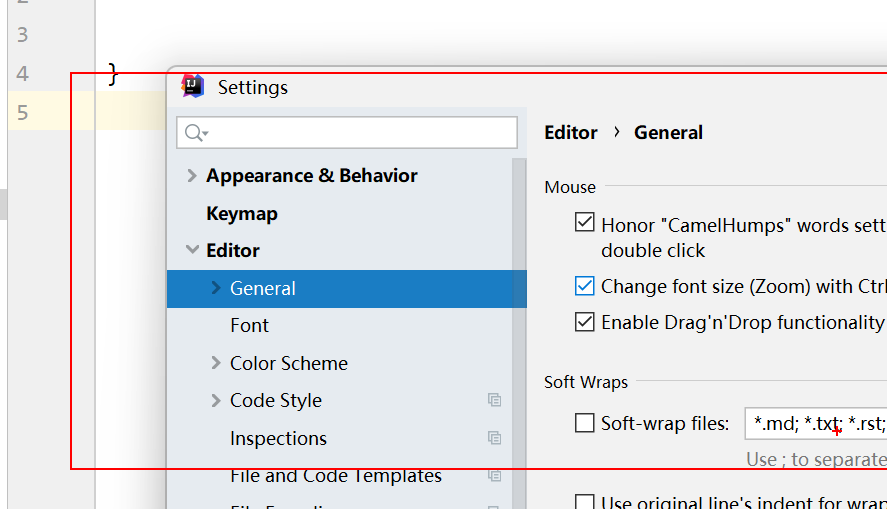 2
3
4 }
5
Settings
Editor › General
Appearance & Behavior
Keymap
Editor
General
Font
Color Scheme
Code Style
Inspections
File and Code Templates
Mouse
Honor "CamelHumps" words sett
double click
Change font size (Zoom) with Ctrl
Enable Drag'n'Drop functionality
Soft Wraps
Soft-wrap files: *.md; *.txt; *.rst;
Use ; to separate
Use original line's indent for wrap